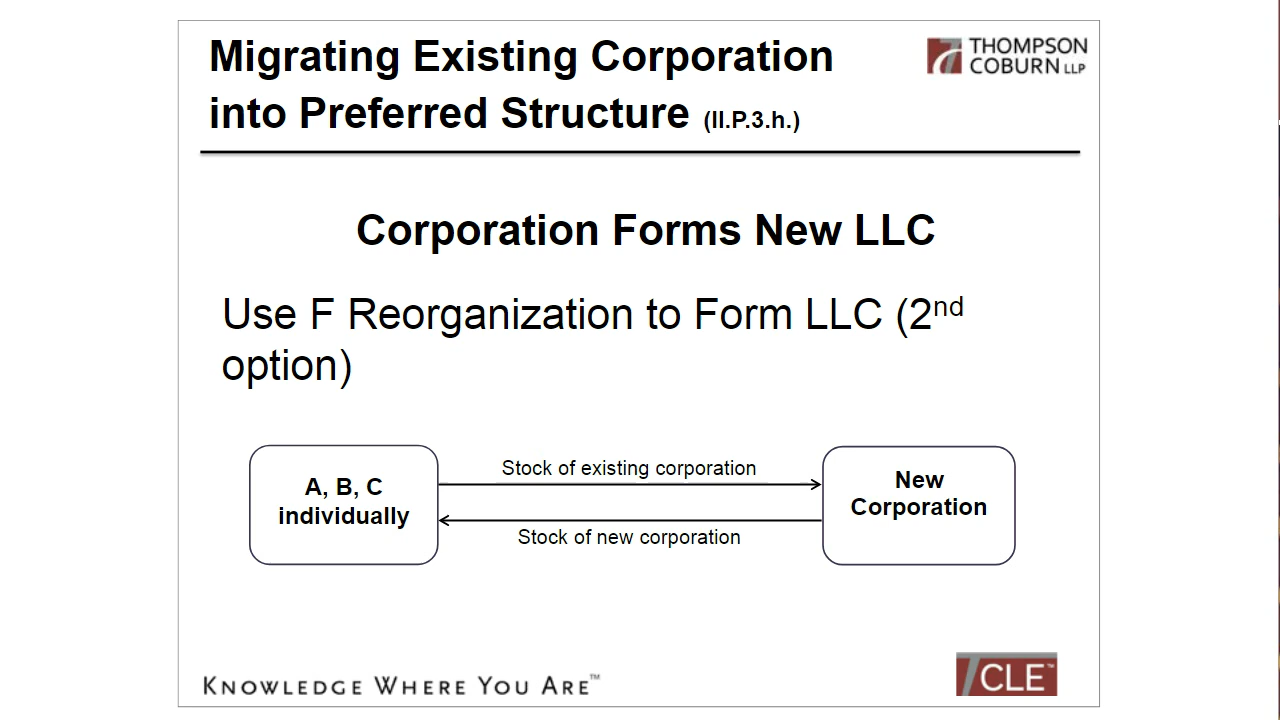 Migrating Existing Corporation
into Preferred Structure (II.P.3.h.)
THOMPSON
COBURN LLP
Corporation Forms New LLC
Use F Reorganization to Form LLC (2nd
option)
A, B, C
individually
Stock of existing corporation
Stock of new corporation
New
Corporation
KNOWLEDGE WHERE YOU ARE™
TCLE™